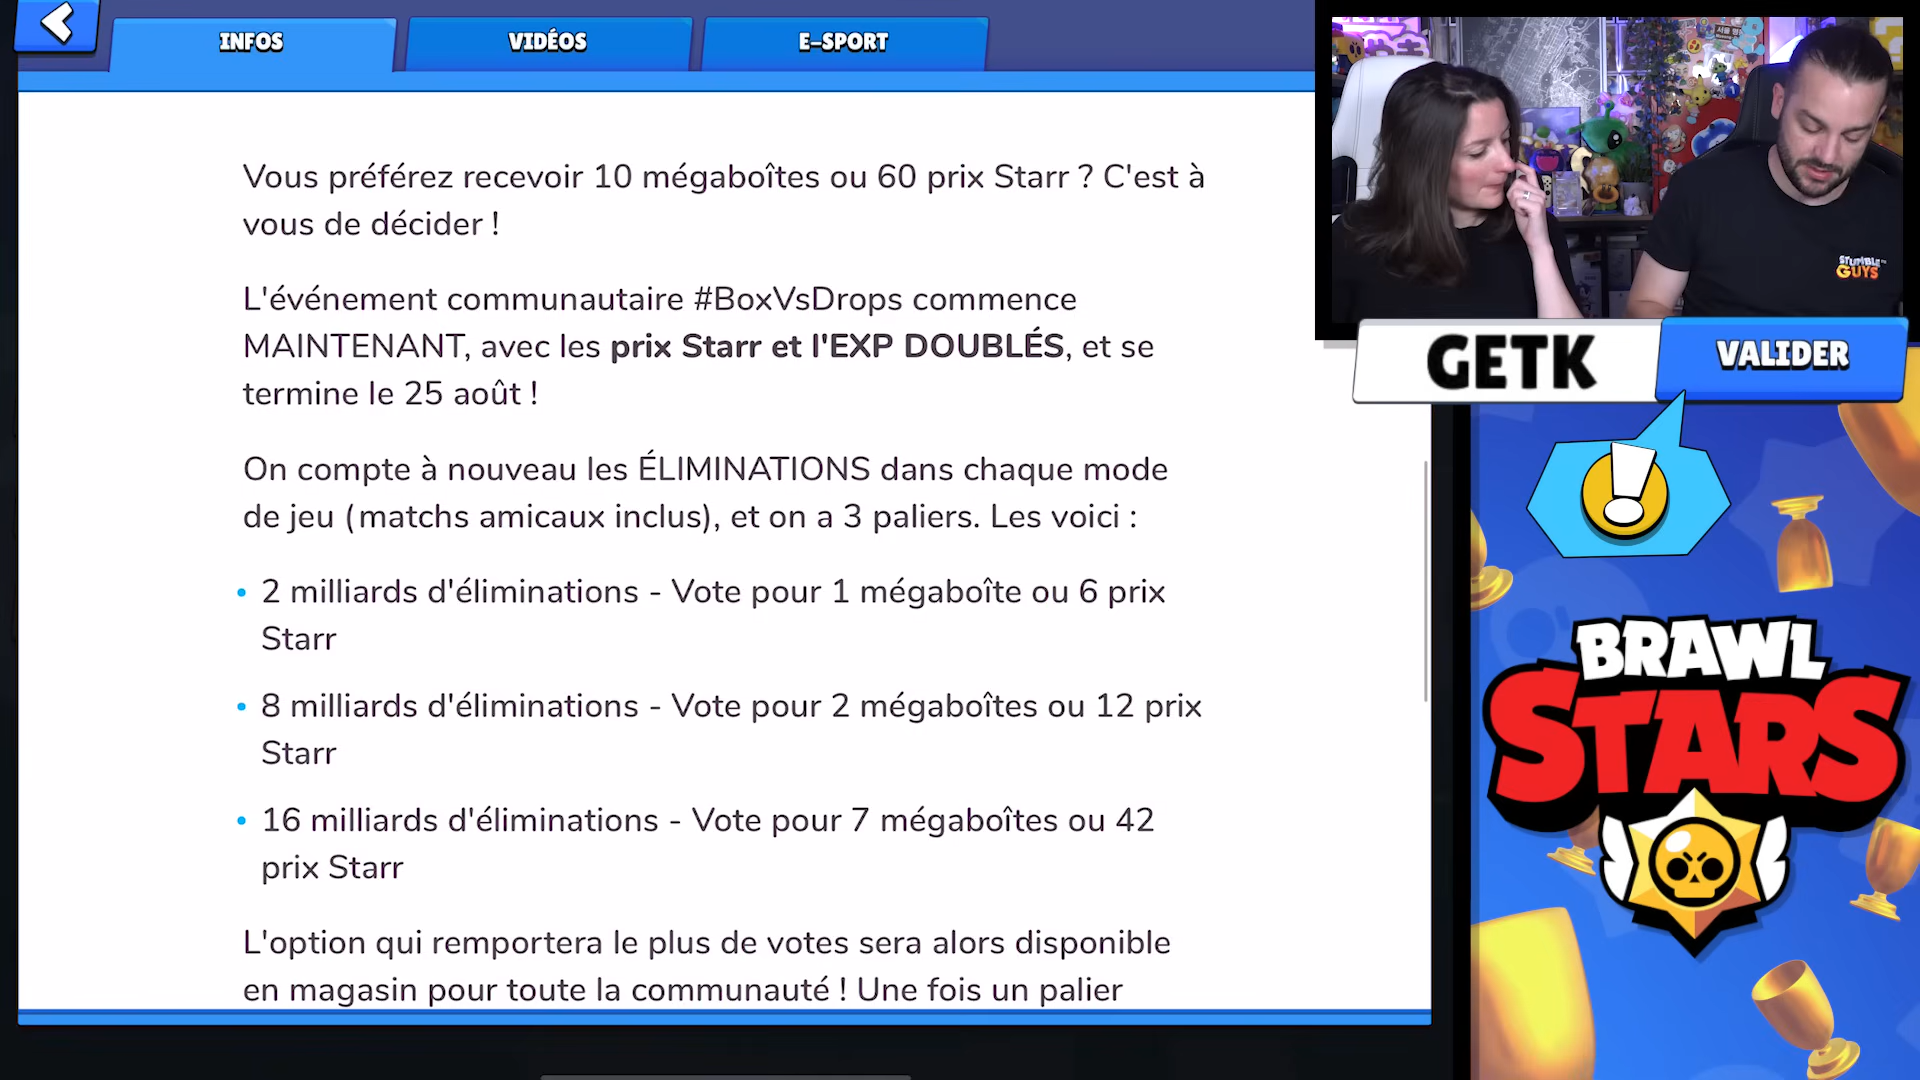 INFOS
VIDÉOS
E-SPORT
Vous préférez recevoir 10 mégaboîtes ou 60 prix Starr ? C'est à
vous de décider !
L'événement communautaire #BoxVsDrops commence
MAINTENANT, avec les prix Starr et l'EXP DOUBLÉS, et se
termine le 25 août !
On compte à nouveau les ÉLIMINATIONS dans chaque mode
de jeu (matchs amicaux inclus), et on a 3 paliers. Les voici :
• 2 milliards d'éliminations - Vote pour 1 mégaboîte ou 6 prix
Starr
• 8 milliards d'éliminations - Vote pour 2 mégaboîtes ou 12 prix
Starr
• 16 milliards d'éliminations - Vote pour 7 mégaboîtes ou 42
prix Starr
L'option qui remportera le plus de votes sera alors disponible
en magasin pour toute la communauté ! Une fois un palier
STUMBLE
GUYS
GETK
VALIDER
!
BRAWL
STARS